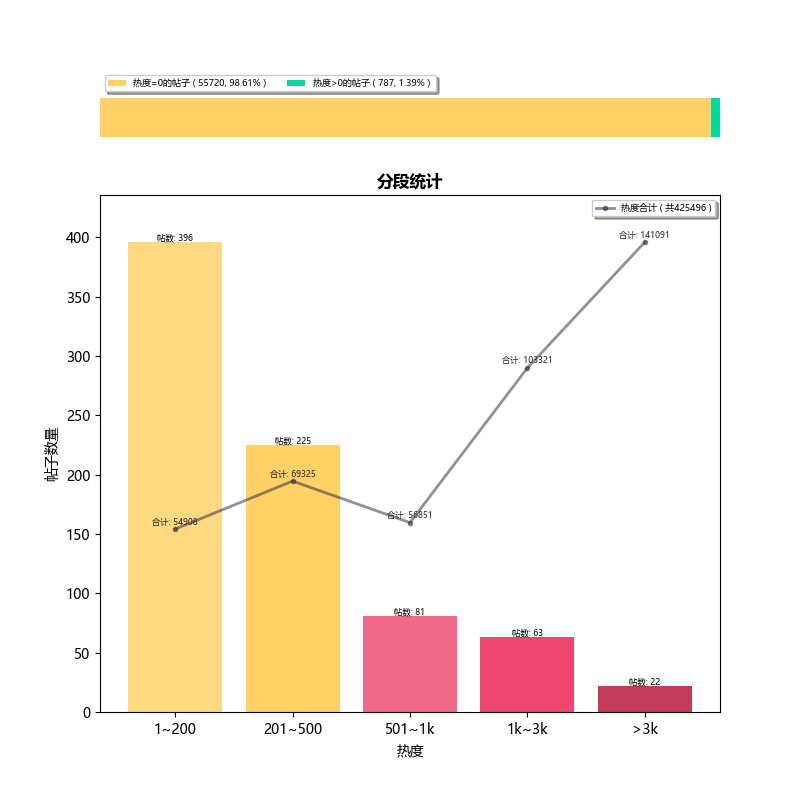 热度=0的帖子 ( 55720, 98.61% )
热度>0的帖子 ( 787, 1.39% )
分段统计
热度合计 ( 共425496 )
帖子数量
400
350
300
250
200
150
100
50
0
帖数: 396
帖数: 225
帖数: 81
帖数: 63
帖数: 22
合计: 54908
合计: 69325
合计: 56851
合计: 103321
合计: 141091
1~200
201~500
501~1k
1k~3k
>3k
热度